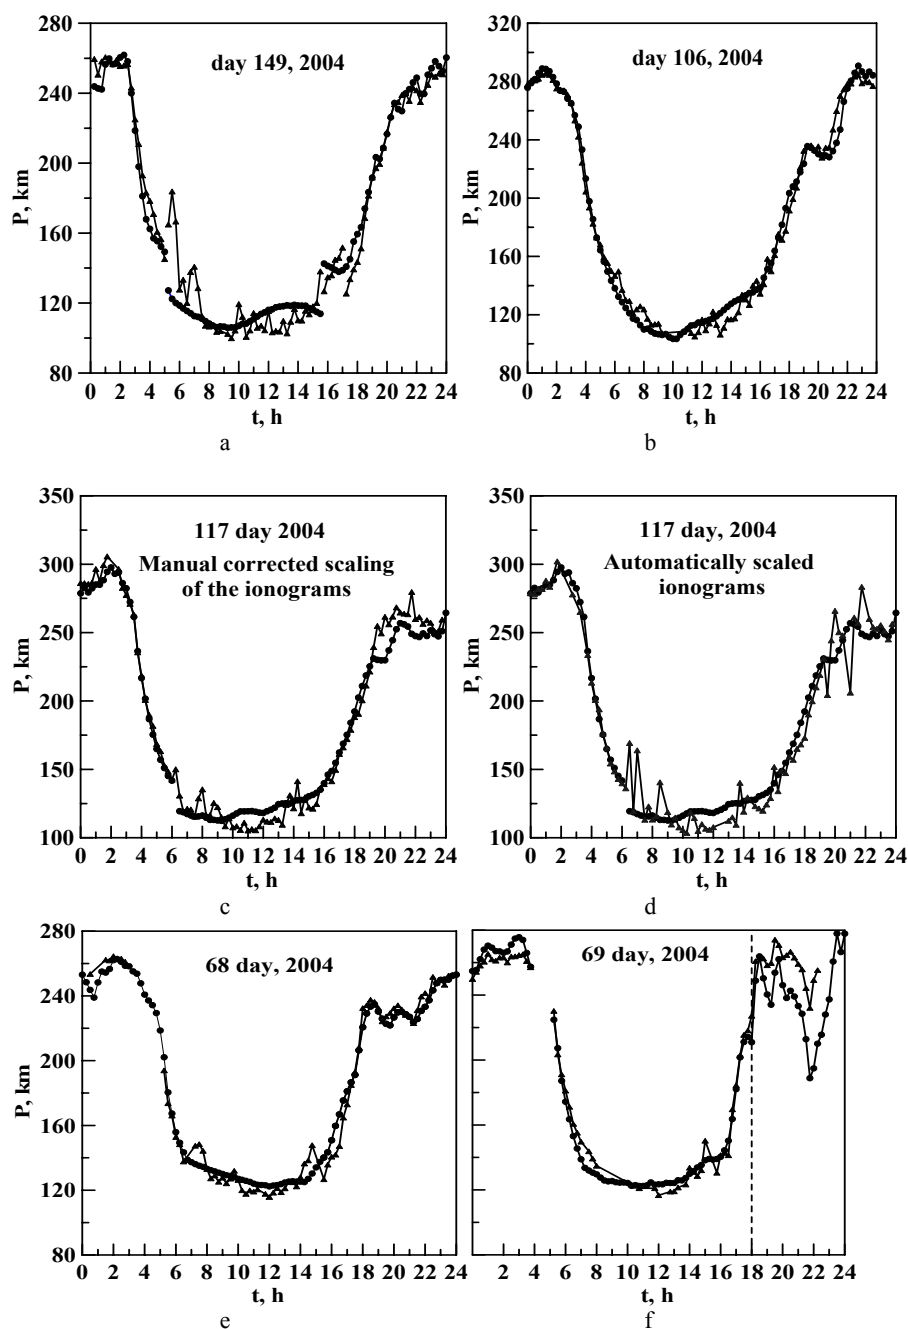 280
240
200
160
120
80
P, km
day 149, 2004
0 2 4 6 8 10 12 14 16 18 20 22 24
t, h
a
320
280
240
200
160
120
80
P, km
day 106, 2004
0 2 4 6 8 10 12 14 16 18 20 22 24
t, h
b
350
300
250
200
150
100
P, km
117 day 2004
Manual corrected scaling
of the ionograms
0 2 4 6 8 10 12 14 16 18 20 22 24
t, h
c
350
300
250
200
150
100
P, km
117 day, 2004
Automatically scaled
ionograms
0 2 4 6 8 10 12 14 16 18 20 22 24
t, h
d
280
240
200
160
120
80
P, km
68 day, 2004
0 2 4 6 8 10 12 14 16 18 20 22 24
t, h
e
69 day, 2004
2 4 6 8 10 12 14 16 18 20 22 24
t, h
f